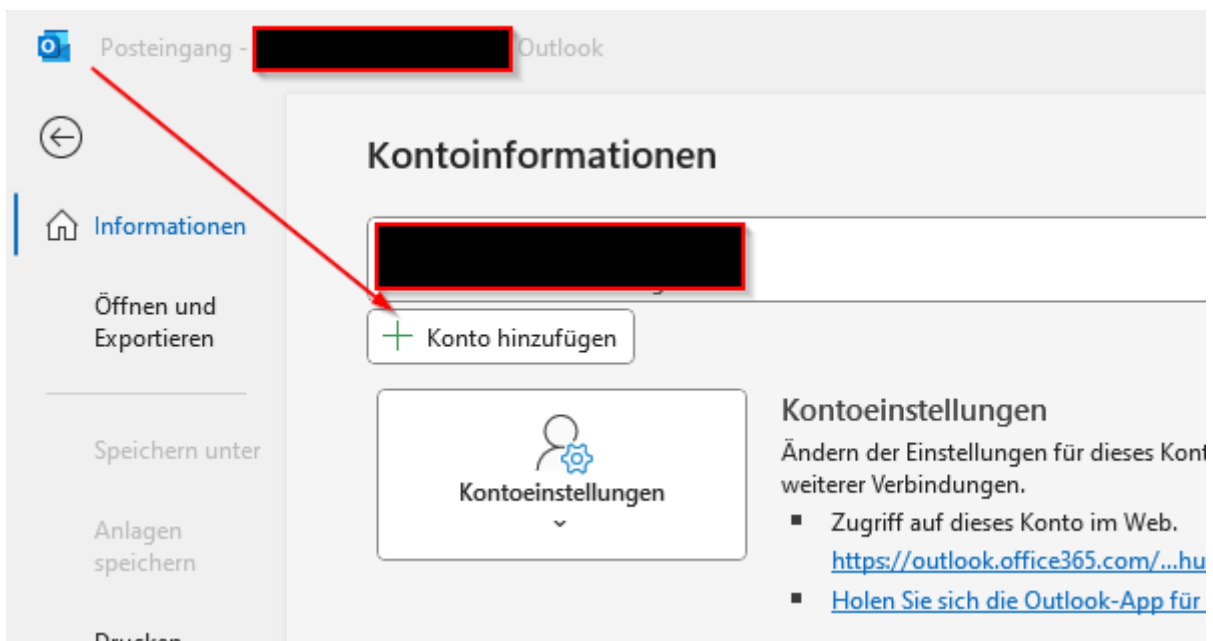 Posteingang - Outlook
Kontoinformationen
Informationen
Öffnen und
Exportieren
Konto hinzufügen
Speichern unter
Anlagen
speichern
Drucken
Kontoeinstellungen
Kontoeinstellungen
Ändern der Einstellungen für dieses Kont
weiterer Verbindungen.
▪ Zugriff auf dieses Konto im Web.
https://outlook.office365.com/...hu
▪ Holen Sie sich die Outlook-App für